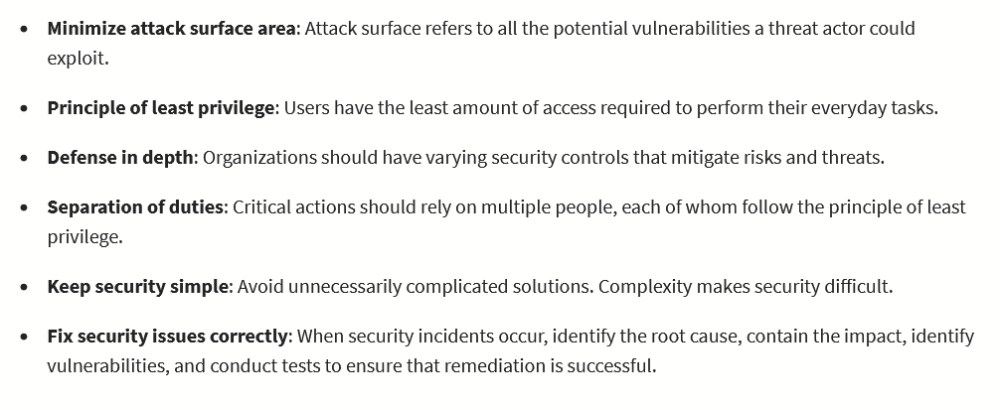 • Minimize attack surface area: Attack surface refers to all the potential vulnerabilities a threat actor could
exploit.
• Principle of least privilege: Users have the least amount of access required to perform their everyday tasks.
• Defense in depth: Organizations should have varying security controls that mitigate risks and threats.
• Separation of duties: Critical actions should rely on multiple people, each of whom follow the principle of least
privilege.
• Keep security simple: Avoid unnecessarily complicated solutions. Complexity makes security difficult.
• Fix security issues correctly: When security incidents occur, identify the root cause, contain the impact, identify
vulnerabilities, and conduct tests to ensure that remediation is successful.